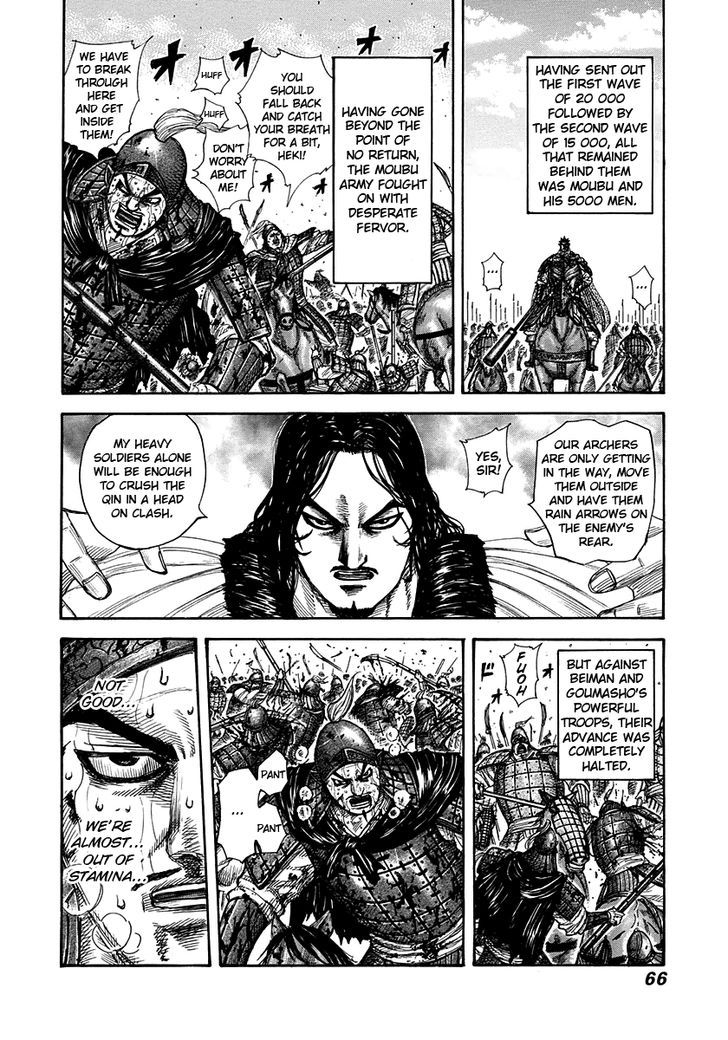 HAVING SENT OUT
THE FIRST WAVE
OF 20 000
FOLLOWED BY
THE SECOND WAVE
OF 15 000, ALL
THAT REMAINED
BEHIND THEM
WAS MOUBU AND
HIS 5000 MEN.
...
...
HAVING GONE
BEYOND THE
POINT OF
NO RETURN,
THE MOUBU
ARMY FOUGHT
ON WITH
DESPERATE
FERVOR.
YOU
SHOULD
FALL BACK
AND CATCH
YOUR BREATH
FOR A BIT,
HEKI!
HUFF
HUFF
DON'T
WORRY
ABOUT
ME!
WE HAVE
TO BREAK
THROUGH
HERE
AND GET
INSIDE
THEM!
OUR ARCHERS
ARE ONLY GETTING
IN THE WAY, MOVE
THEM OUTSIDE
AND HAVE THEM
RAIN ARROWS ON
THE ENEMY'S
REAR.
YES,
SIR!
MY HEAVY
SOLDIERS ALONE
WILL BE ENOUGH
TO CRUSH THE
QIN IN A HEAD
ON CLASH.
BUT AGAINST
BEIMAN AND
GOUMASHO'S
POWERFUL
TROOPS, THEIR
ADVANCE WAS
COMPLETELY
HALTED.
FUOH
PANT
...
PANT
NOT
GOOD...
WE'RE
ALMOST...
OUT OF
STAMINA...
66